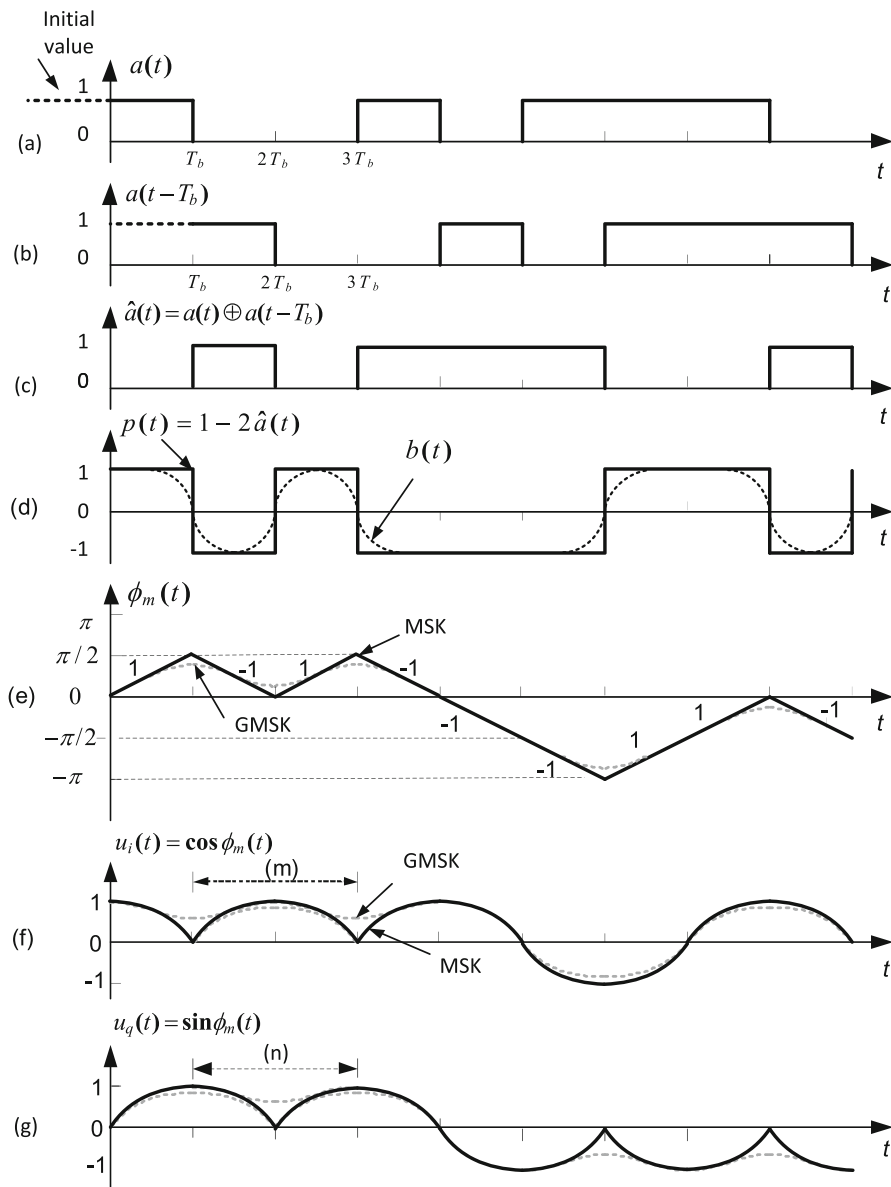 Initial
value
a(t)
1
0
(a)
T_b
2T_b
3T_b
t
a(t−T_b)
1
0
(b)
T_b
2T_b
3T_b
t
â(t) = a(t) ⊕ a(t−T_b)
1
0
(c)
t
p(t) = 1 − 2â(t)
b(t)
1
0
-1
(d)
t
ϕ_m(t)
π
MSK
π/2
1
-1
1
-1
0
(e)
GMSK
-1
1
1
-1
t
−π/2
-1
−π
u_i(t) = cos ϕ_m(t)
(m)
GMSK
1
0
(f)
MSK
-1
t
u_q(t) = sin ϕ_m(t)
(n)
1
0
(g)
-1
t